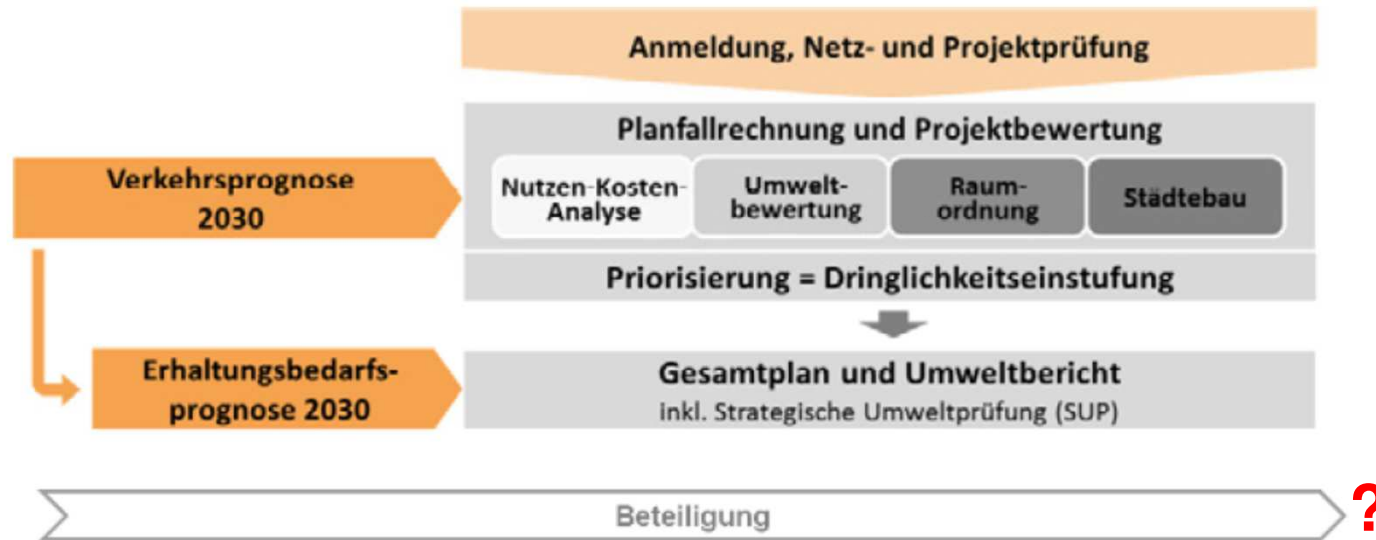 Anmeldung, Netz- und Projektprüfung
Planfallrechnung und Projektbewertung
Verkehrsprognose
2030
Nutzen-Kosten-
Analyse
Umwelt-
bewertung
Raum-
ordnung
Städtebau
Priorisierung = Dringlichkeitseinstufung
Erhaltungsbedarfs-
prognose 2030
Gesamtplan und Umweltbericht
inkl. Strategische Umweltprüfung (SUP)
Beteiligung
?